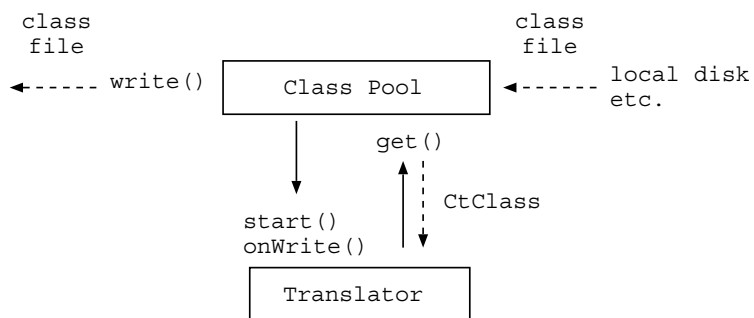 class
file
class
file
write()
Class Pool
local disk
etc.
get()
CtClass
start()
onWrite()
Translator